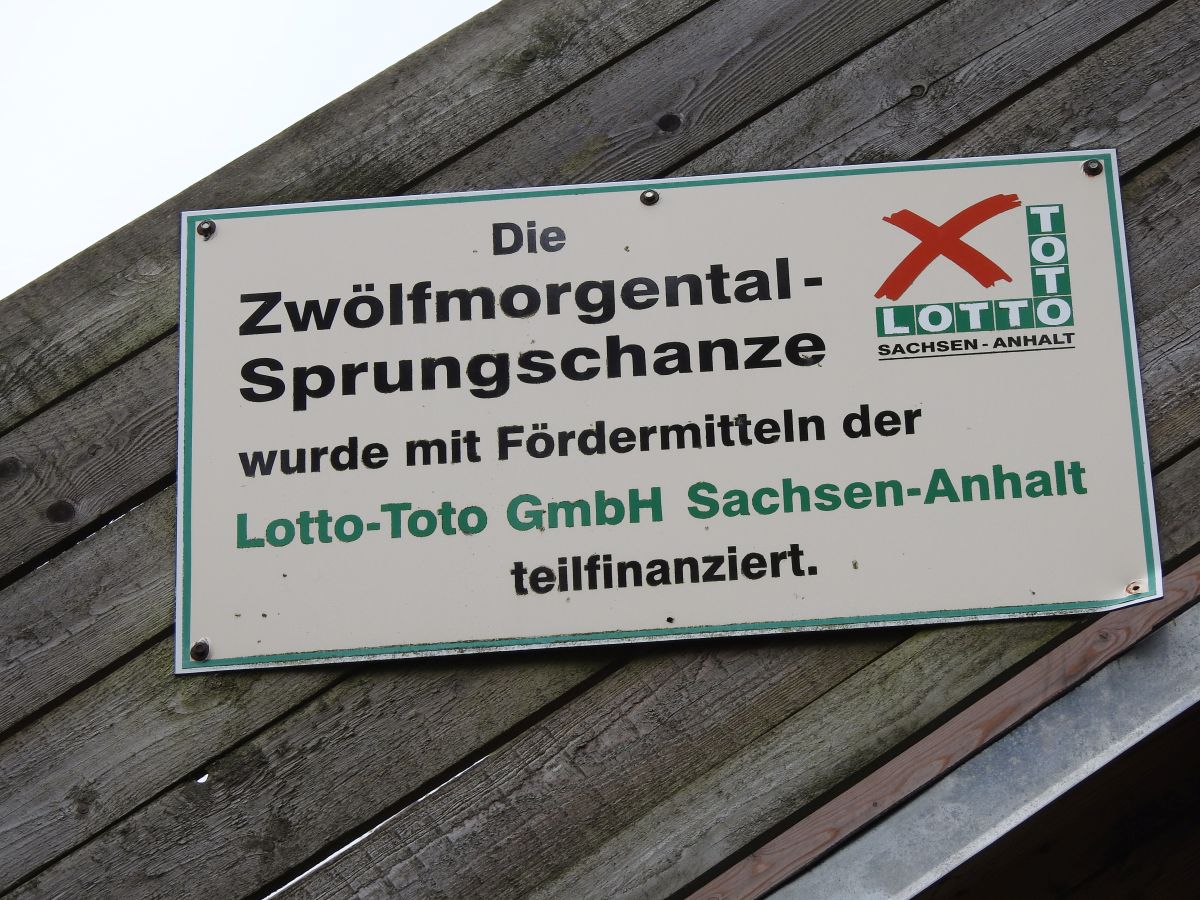 Die
Zwölfmorgental-
Sprungschanze
wurde mit Fördermitteln der
Lotto-Toto GmbH Sachsen-Anhalt
teilfinanziert.
TOTO
LOTTO
SACHSEN-ANHALT